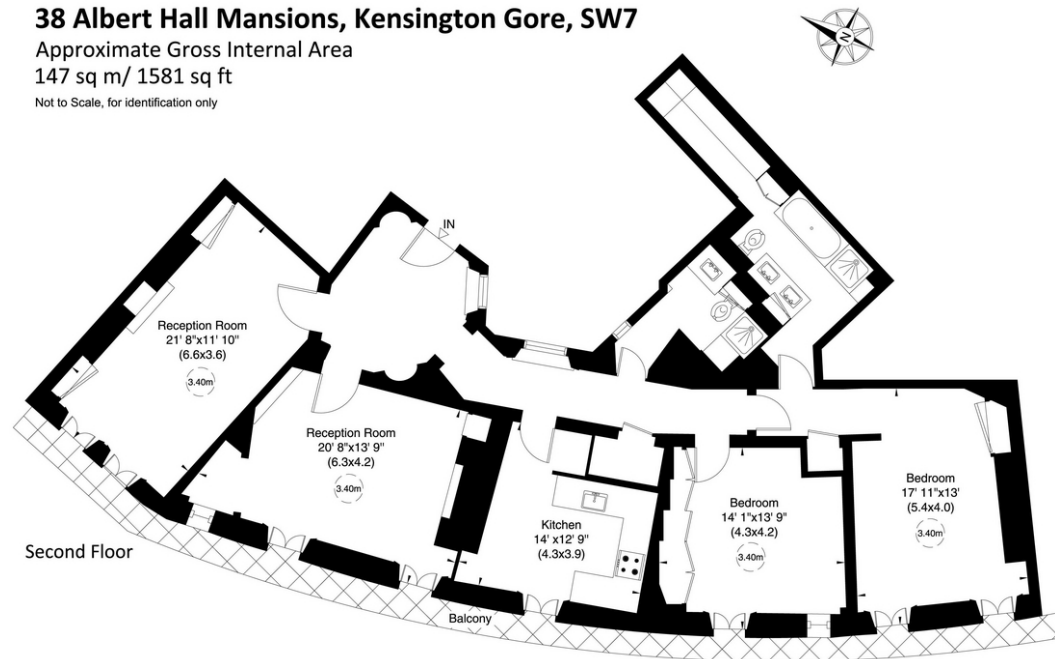 38 Albert Hall Mansions, Kensington Gore, SW7
Approximate Gross Internal Area
147 sq m/ 1581 sq ft
Not to Scale, for identification only
N
IN
Reception Room
21' 8"x11' 10"
(6.6x3.6)
3.40m
Reception Room
20' 8"x13' 9"
(6.3x4.2)
3.40m
Kitchen
14' x12' 9"
(4.3x3.9)
Bedroom
14' 1"x13' 9"
(4.3x4.2)
3.40m
Bedroom
17' 11"x13'
(5.4x4.0)
3.40m
Second Floor
Balcony